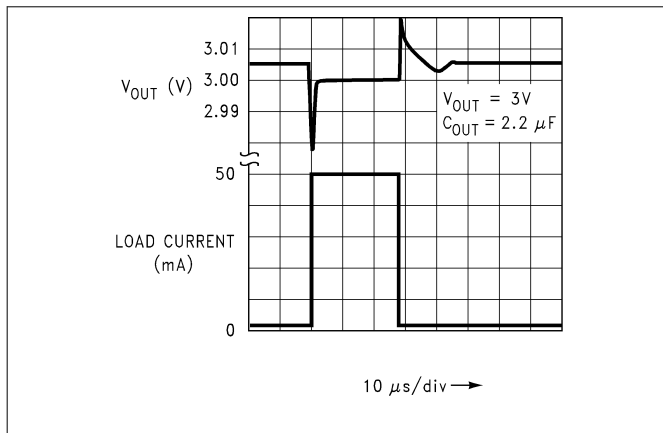 3.01
V_OUT (V)
3.00
2.99
V_OUT = 3V
C_OUT = 2.2 μF
50
LOAD CURRENT
(mA)
0
10 μs/div